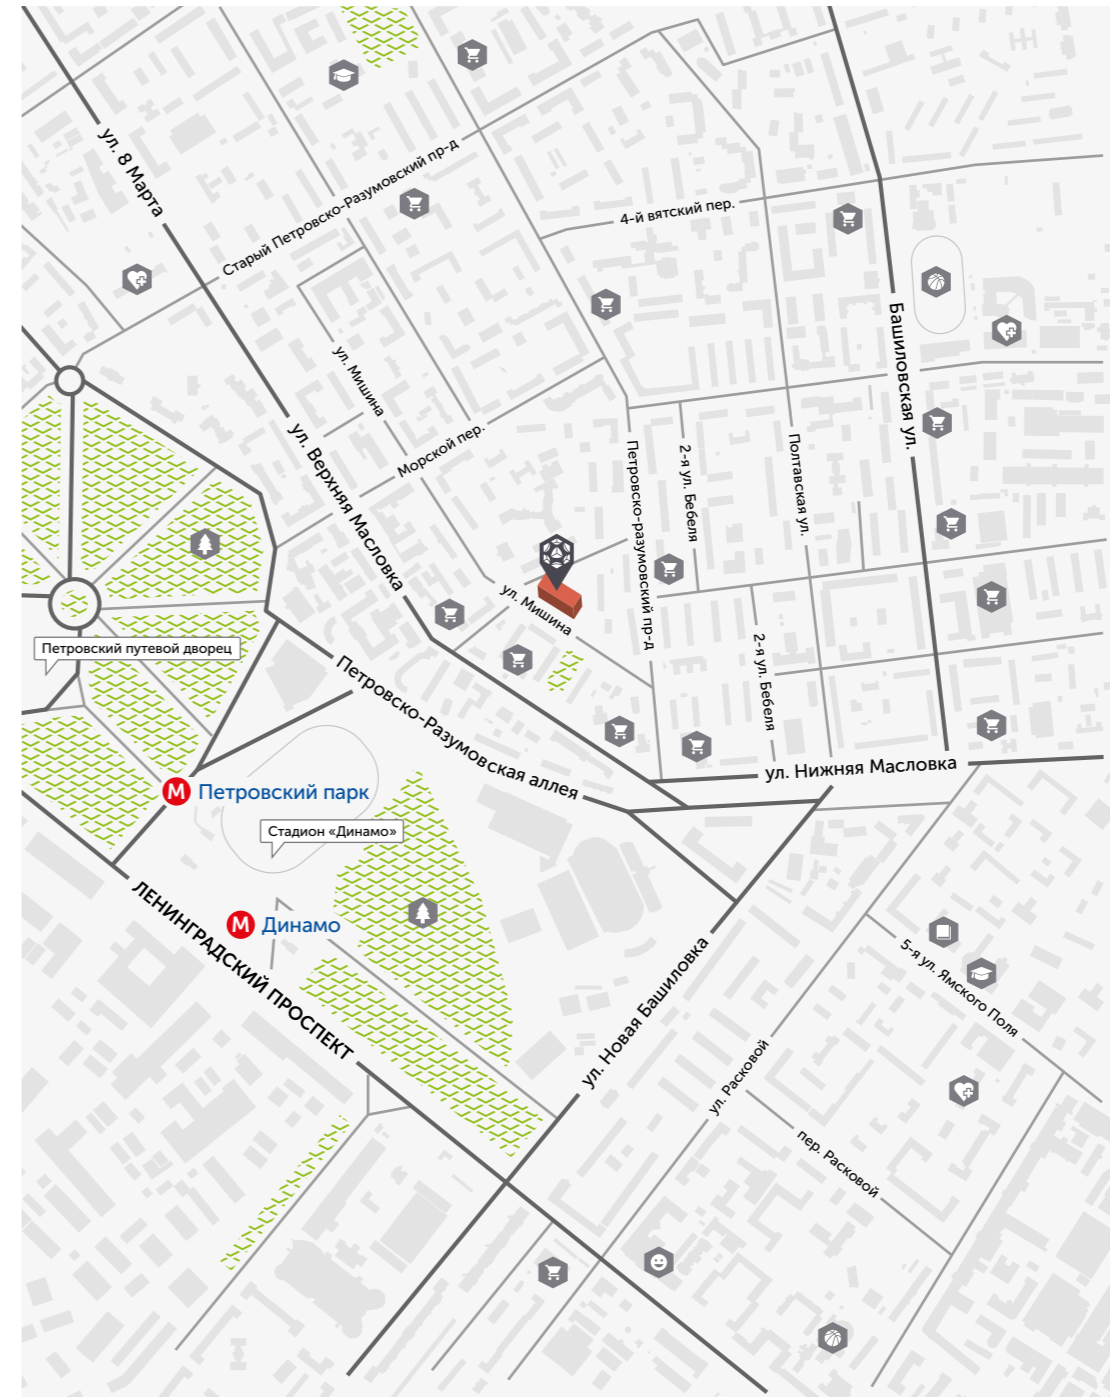 ул. 8 Марта
Старый Петровско-Разумовский пр-д
4-й вятский пер.
Башиловская ул.
ул. Мишина
Морской пер.
ул. Верхняя Масловка
Петровско-разумовский пр-д
2-я ул. Бебеля
Полтавская ул.
ул. Мишина
2-я ул. Бебеля
Петровский путевой дворец
Петровско-Разумовская аллея
ул. Нижняя Масловка
М Петровский парк
Стадион «Динамо»
М Динамо
ЛЕНИНГРАДСКИЙ ПРОСПЕКТ
ул. Новая Башиловка
5-я ул. Ямского Поля
ул. Расковой
пер. Расковой